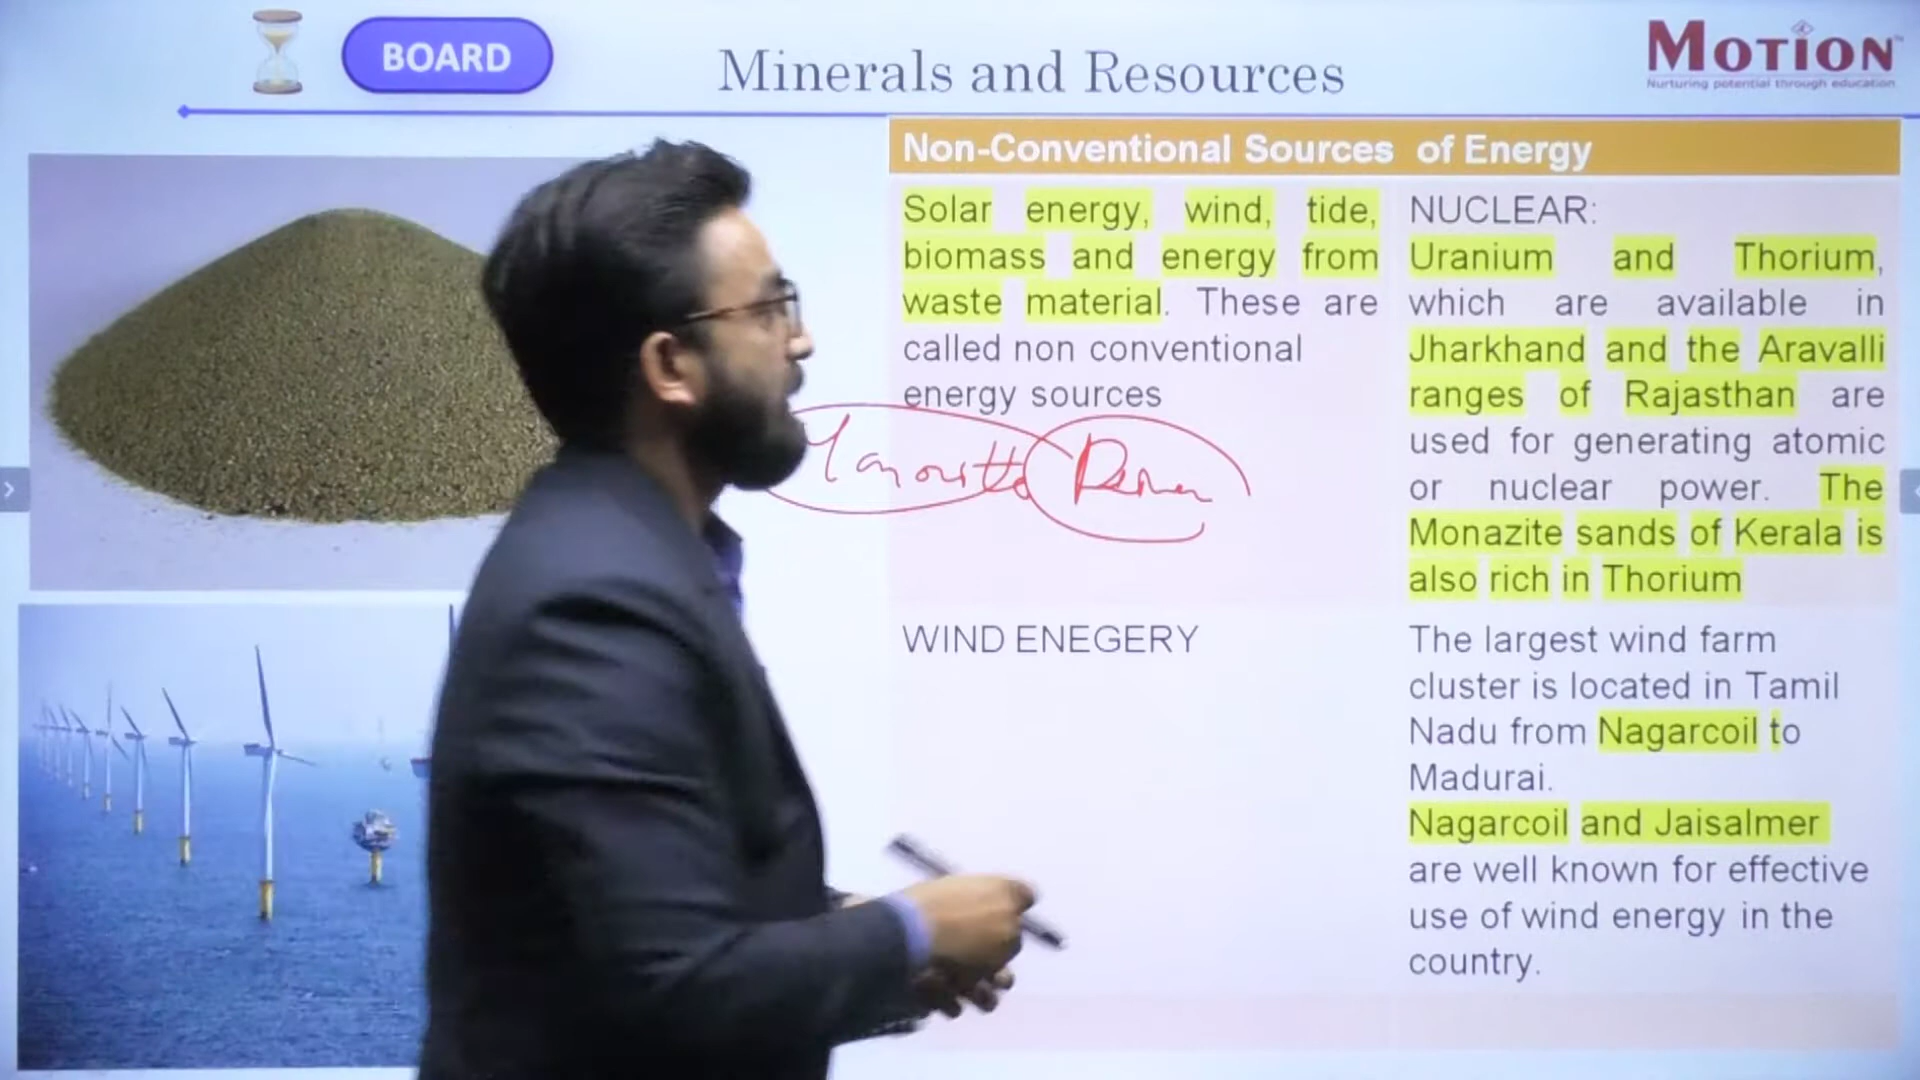 BOARD
Minerals and Resources
MOTION
Nurturing potential through education
Non-Conventional Sources of Energy
Solar energy, wind, tide,
biomass and energy from
waste material. These are
called non conventional
energy sources
NUCLEAR:
Uranium and Thorium,
which are available in
Jharkhand and the Aravalli
ranges of Rajasthan are
used for generating atomic
or nuclear power. The
Monazite sands of Kerala is
also rich in Thorium
WIND ENEGERY
The largest wind farm
cluster is located in Tamil
Nadu from Nagarcoil to
Madurai.
Nagarcoil and Jaisalmer
are well known for effective
use of wind energy in the
country.